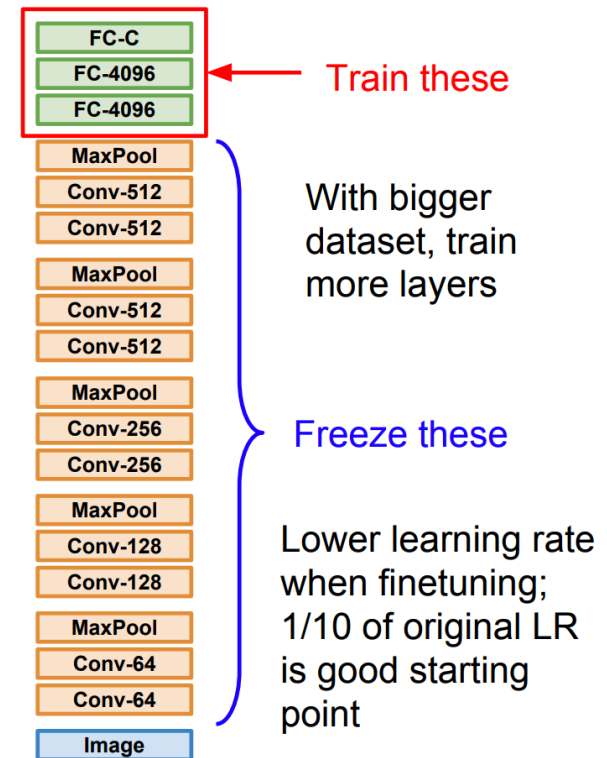 FC-C
FC-4096
FC-4096
Train these
MaxPool
Conv-512
Conv-512
MaxPool
Conv-512
Conv-512
MaxPool
Conv-256
Conv-256
MaxPool
Conv-128
Conv-128
MaxPool
Conv-64
Conv-64
Image
With bigger
dataset, train
more layers
Freeze these
Lower learning rate
when finetuning;
1/10 of original LR
is good starting
point